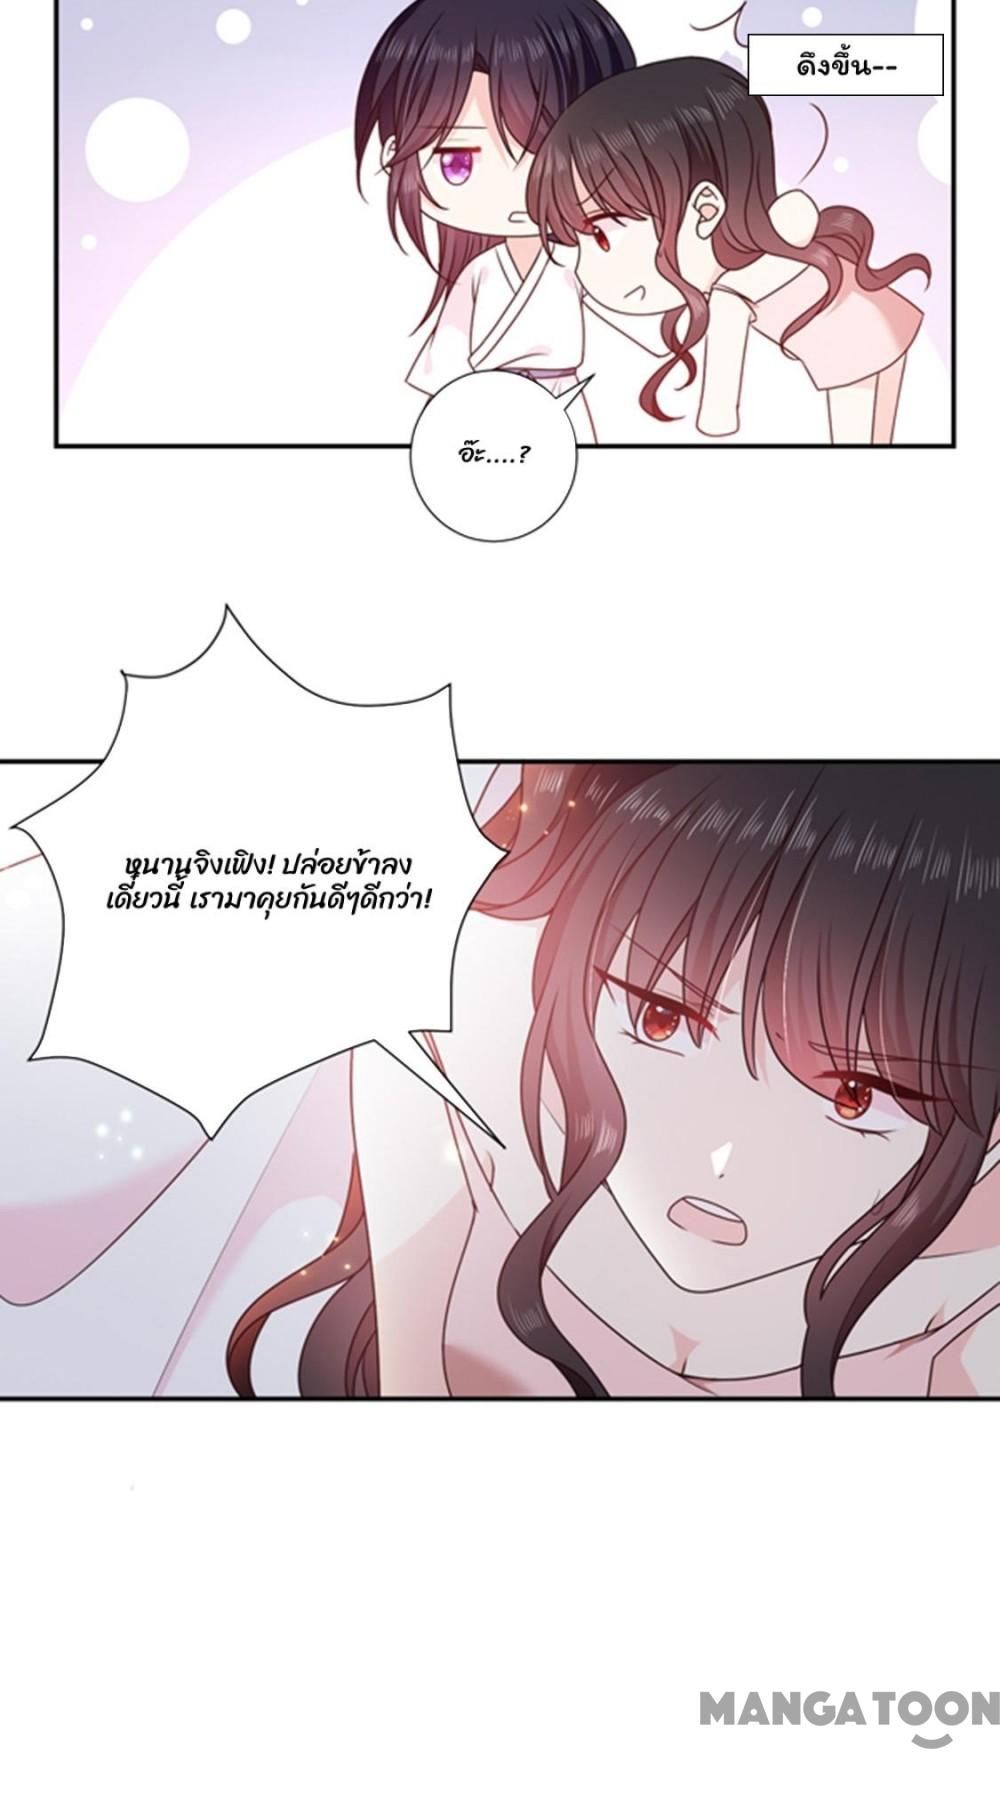 ดึงขึ้น--
อ๊ะ....?
หนานจิงเฟิง! ปล่อยข้าลง
เดี๋ยวนี้ เรามาคุยกันดีๆดีกว่า!
MANGATOON